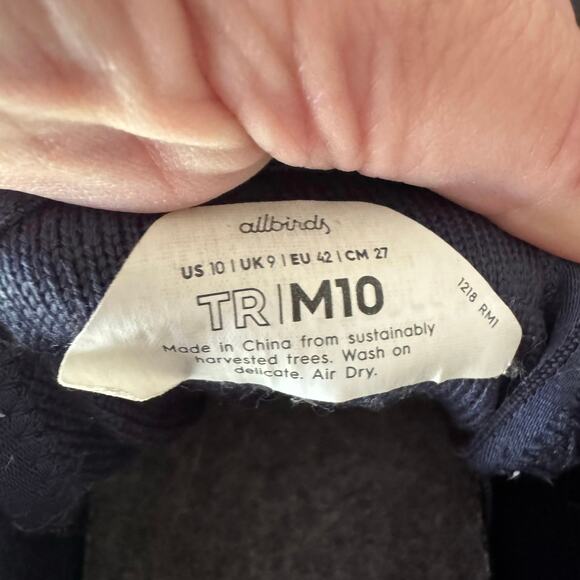 allbirds
US 10 | UK 9 | EU 42 | CM 27
TR | M10
Made in China from sustainably
harvested trees. Wash on
delicate. Air Dry.
1218 RM1